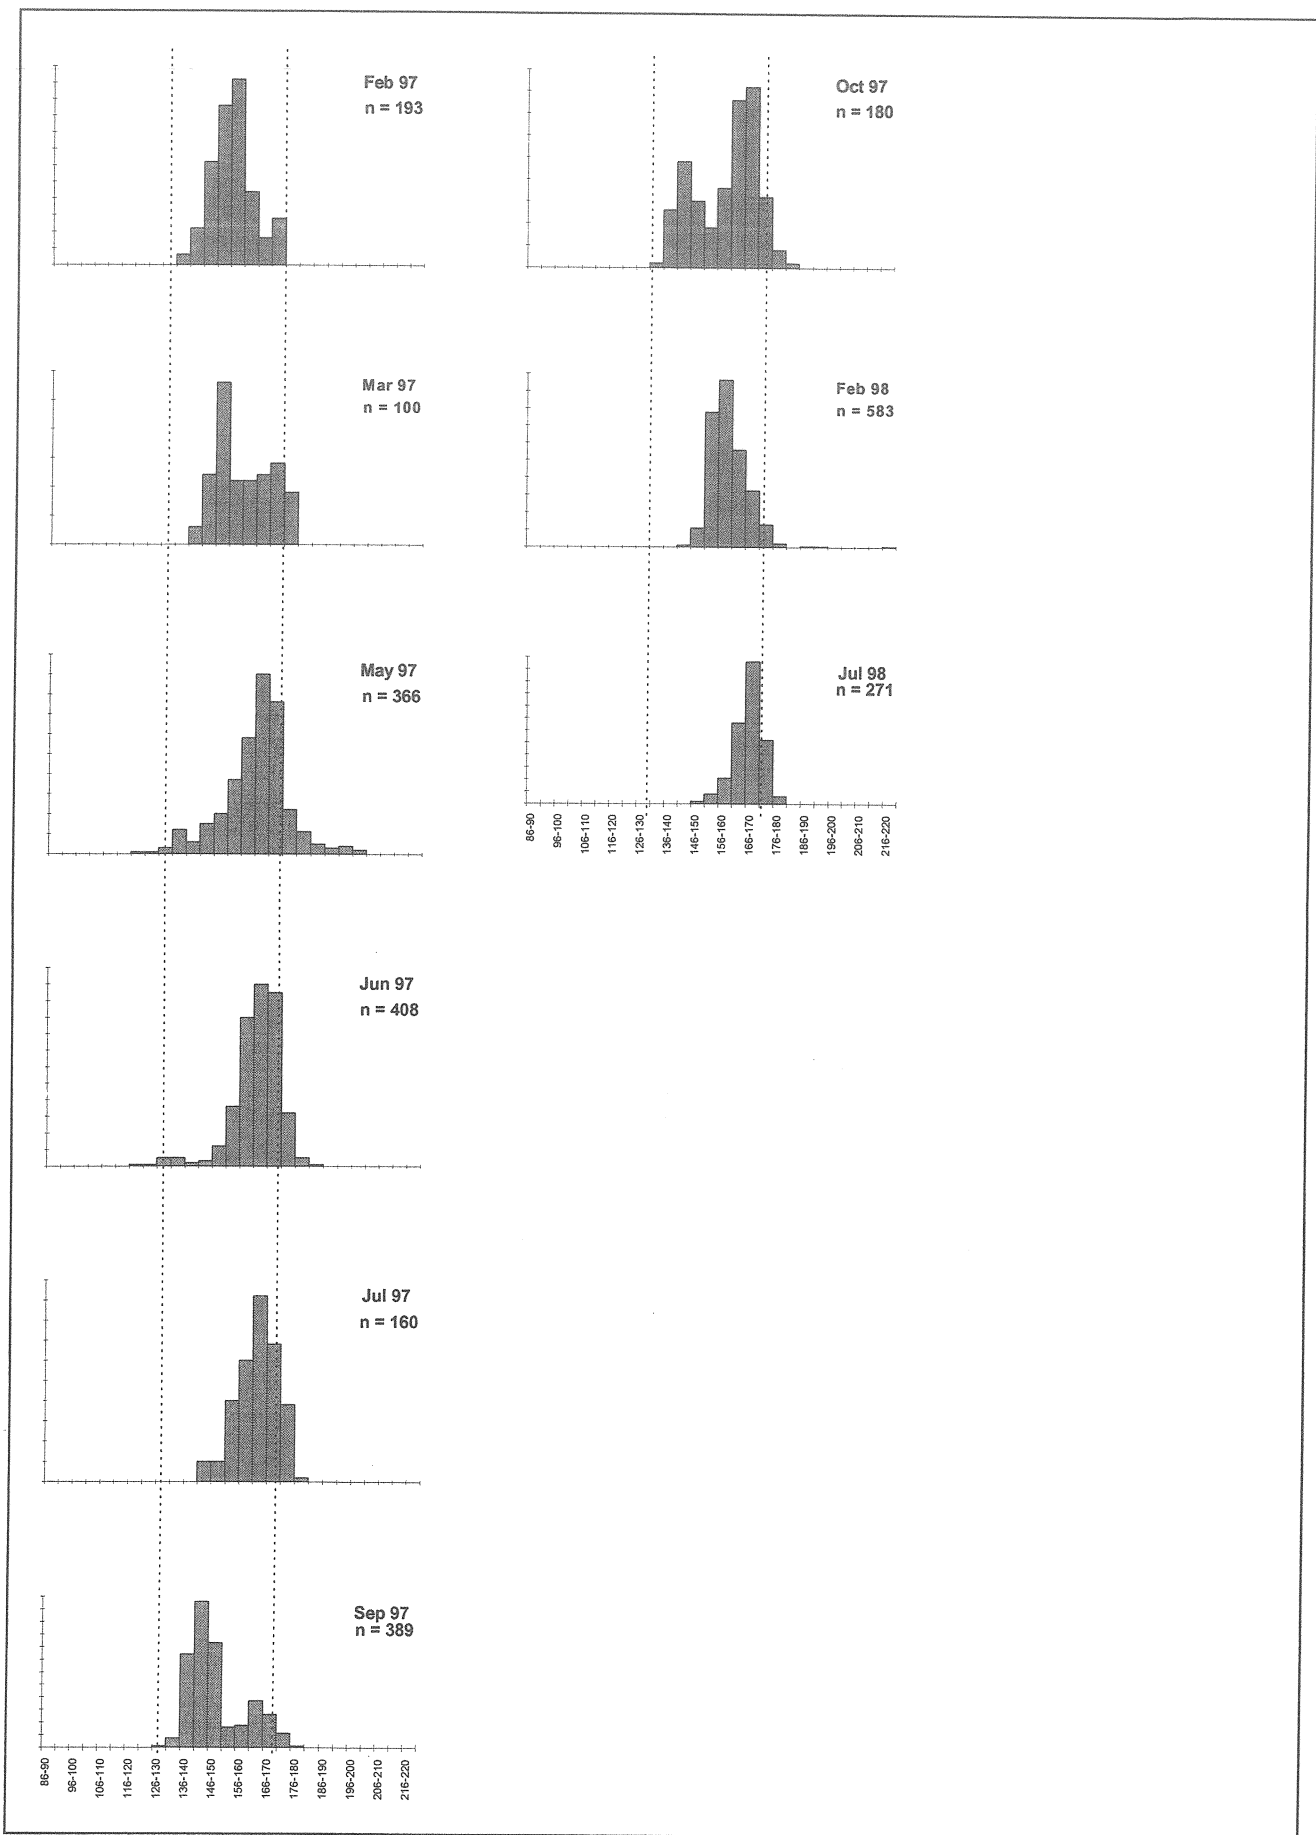 Feb 97
n = 193
Mar 97
n = 100
May 97
n = 366
Jun 97
n = 408
Jul 97
n = 160
Sep 97
n = 389
86-90
96-100
106-110
116-120
126-130
136-140
146-150
156-160
166-170
176-180
186-190
196-200
206-210
216-220
Oct 97
n = 180
Feb 98
n = 583
Jul 98
n = 271
86-90
96-100
106-110
116-120
126-130
136-140
146-150
156-160
166-170
176-180
186-190
196-200
206-210
216-220